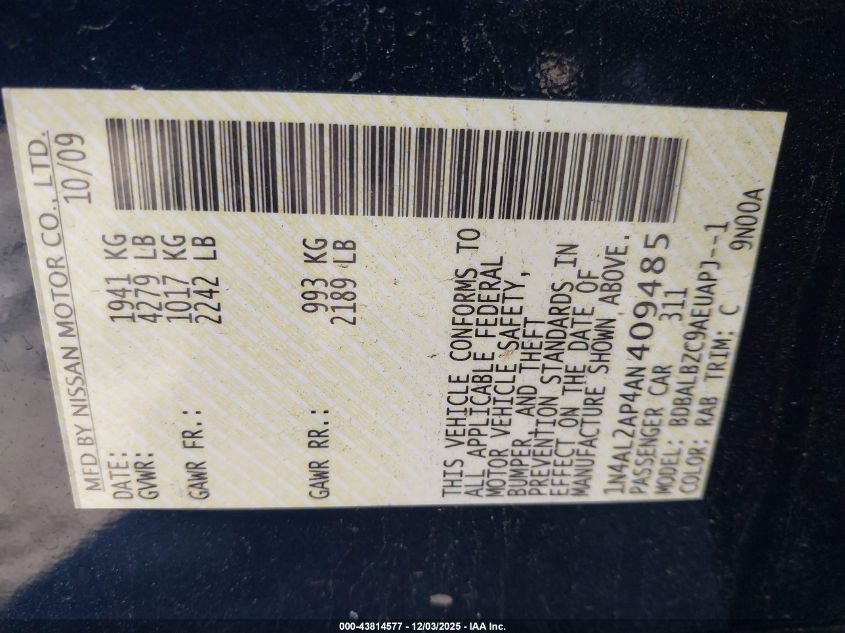 MFD BY NISSAN MOTOR CO., LTD.
DATE: 10/09
GVWR: 1941 KG
4279 LB
GAWR FR.: 1017 KG
2242 LB
GAWR RR.: 993 KG
2189 LB
THIS VEHICLE CONFORMS TO
ALL APPLICABLE FEDERAL
MOTOR VEHICLE SAFETY,
BUMPER, AND THEFT
PREVENTION STANDARDS IN
EFFECT ON THE DATE OF
MANUFACTURE SHOWN ABOVE.
1N4AL2AP4AN409485
PASSENGER CAR 311
MODEL: BDBALBZC9AEUAPJ--1
COLOR: RAB TRIM: C 9N00A
000-43814577 - 12/03/2025 - IAA Inc.